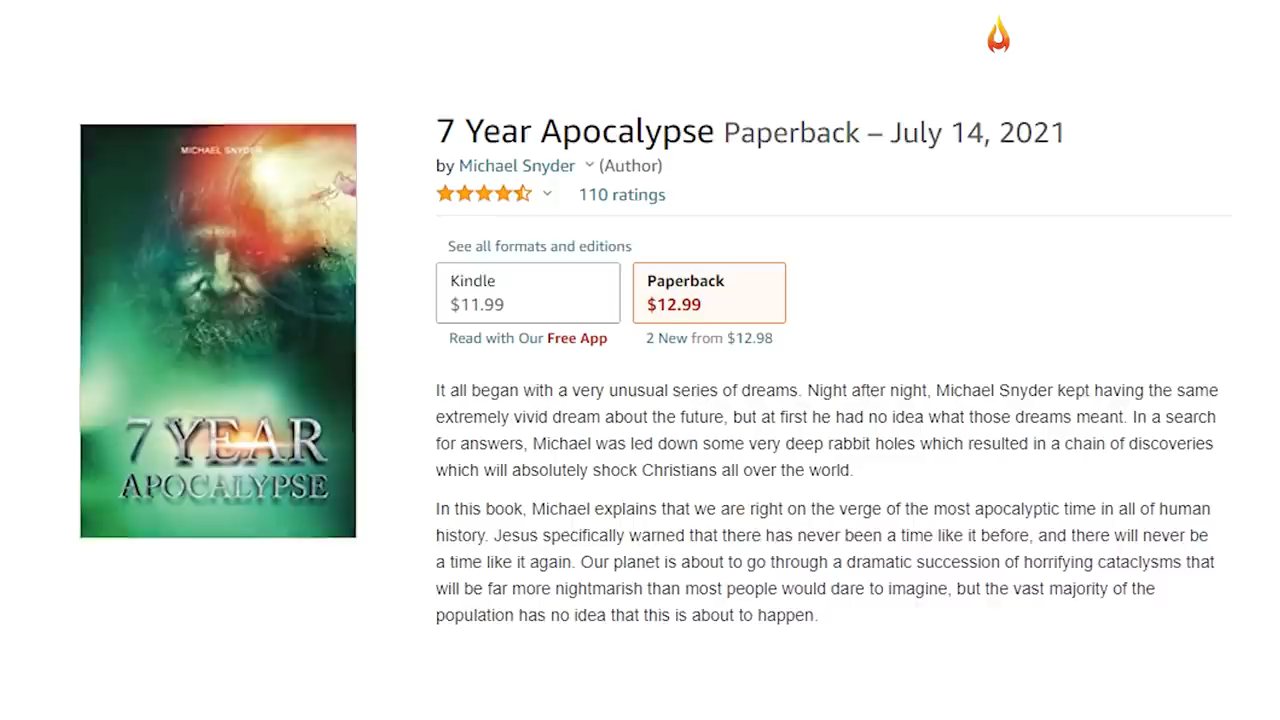 7 Year Apocalypse Paperback – July 14, 2021
by Michael Snyder (Author)
110 ratings
See all formats and editions
Kindle
$11.99
Paperback
$12.99
Read with Our Free App
2 New from $12.98
It all began with a very unusual series of dreams. Night after night, Michael Snyder kept having the same
extremely vivid dream about the future, but at first he had no idea what those dreams meant. In a search
for answers, Michael was led down some very deep rabbit holes which resulted in a chain of discoveries
which will absolutely shock Christians all over the world.
In this book, Michael explains that we are right on the verge of the most apocalyptic time in all of human
history. Jesus specifically warned that there has never been a time like it before, and there will never be
a time like it again. Our planet is about to go through a dramatic succession of horrifying cataclysms that
will be far more nightmarish than most people would dare to imagine, but the vast majority of the
population has no idea that this is about to happen.
MICHAEL SNYDER
7 YEAR
APOCALYPSE